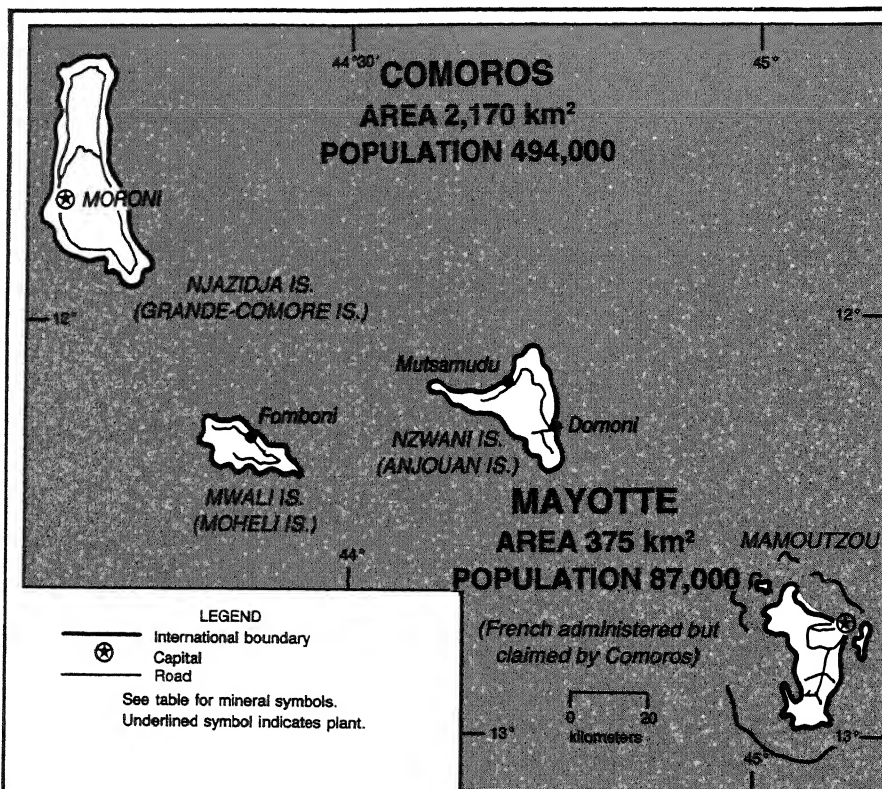 44°30'
45°
COMOROS
AREA 2,170 km²
POPULATION 494,000
MORONI
NJAZIDJA IS.
(GRANDE-COMORE IS.)
12°
12°
Mutsamudu
Fomboni
Domoni
NZWANI IS.
(ANJOUAN IS.)
MWALI IS.
(MOHELI IS.)
MAYOTTE
AREA 375 km²
MAMOUTZOU
44°
POPULATION 87,000
(French administered but
claimed by Comoros)
LEGEND
International boundary
Capital
Road
See table for mineral symbols.
Underlined symbol indicates plant.
0 20
kilometers
13°
13°
45°